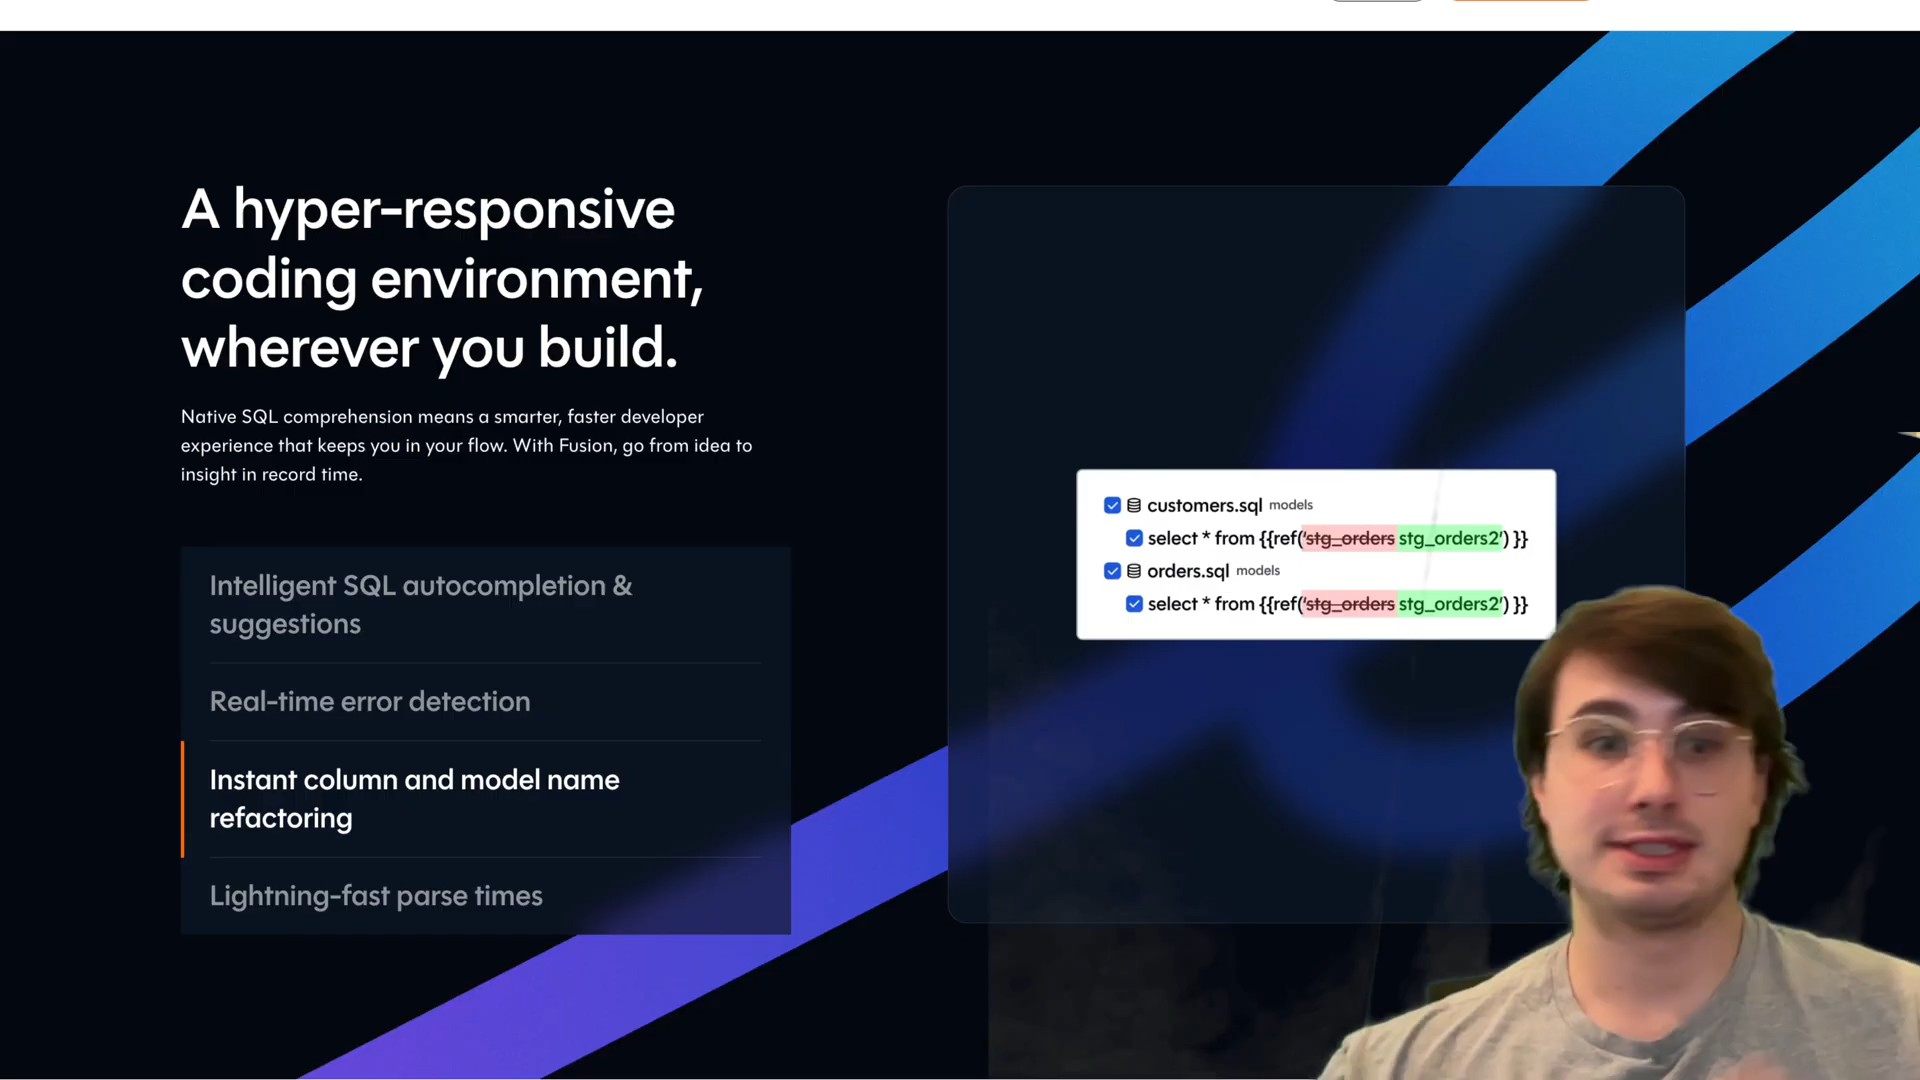 A hyper-responsive
coding environment,
wherever you build.
Native SQL comprehension means a smarter, faster developer
experience that keeps you in your flow. With Fusion, go from idea to
insight in record time.
Intelligent SQL autocompletion &
suggestions
Real-time error detection
Instant column and model name
refactoring
Lightning-fast parse times
customers.sql models
select * from {{ref('stg_orders stg_orders2') }}
orders.sql models
select * from {{ref('stg_orders stg_orders2') }}